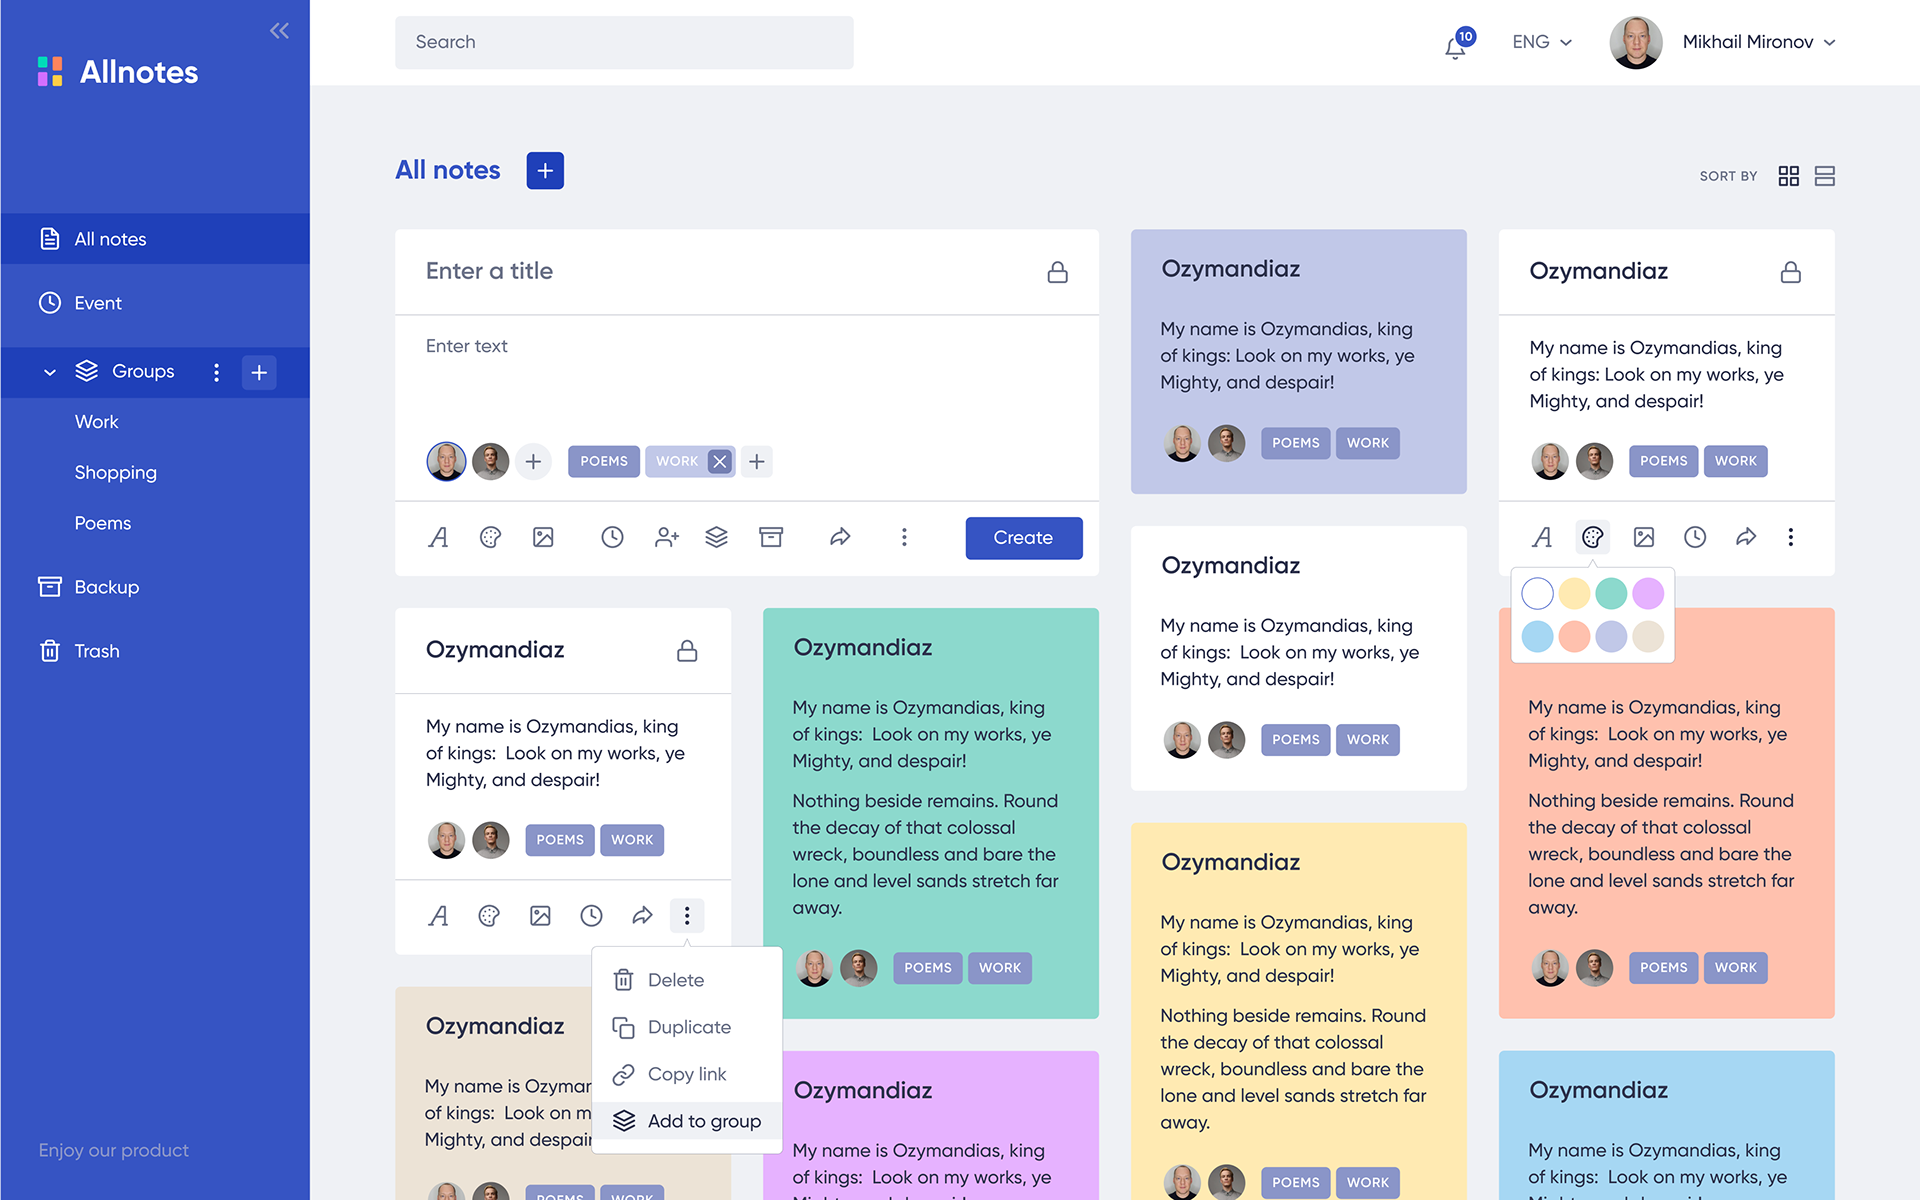 Allnotes
All notes
Event
Groups
Work
Shopping
Poems
Backup
Trash
Enjoy our product
Search
10
ENG
Mikhail Mironov
All notes
SORT BY
Enter a title
Enter text
POEMS WORK
Create
Ozymandiaz
My name is Ozymandias, king
of kings: Look on my works, ye
Mighty, and despair!
POEMS WORK
Ozymandiaz
My name is Ozymandias, king
of kings: Look on my works, ye
Mighty, and despair!
POEMS WORK
Ozymandiaz
My name is Ozymandias, king
of kings: Look on my works, ye
Mighty, and despair!
POEMS WORK
Delete
Duplicate
Copy link
Add to group
Ozymandiaz
My name is Ozymandias, king
of kings: Look on my works, ye
Mighty, and despair!
Nothing beside remains. Round
the decay of that colossal
wreck, boundless and bare the
lone and level sands stretch far
away.
POEMS WORK
Ozymandiaz
My name is Ozymandias, king
of kings: Look on my works, ye
Mighty, and despair!
POEMS WORK
My name is Ozymandias, king
of kings: Look on my works, ye
Mighty, and despair!
Nothing beside remains. Round
the decay of that colossal
wreck, boundless and bare the
lone and level sands stretch far
away.
POEMS WORK
Ozymandiaz
My name is Ozymandias, king
of kings: Look on my works, ye
Mighty, and despair!
Nothing beside remains. Round
the decay of that colossal
wreck, boundless and bare the
lone and level sands stretch far
away.
POEMS WORK
Ozymandiaz
My name is Ozymar
of kings: Look on m
Mighty, and despair
POEMS WORK
Ozymandiaz
My name is Ozymandias, king
of kings: Look on my works, ye
Ozymandiaz
My name is Ozymandias, king
of kings: Look on my works, ye